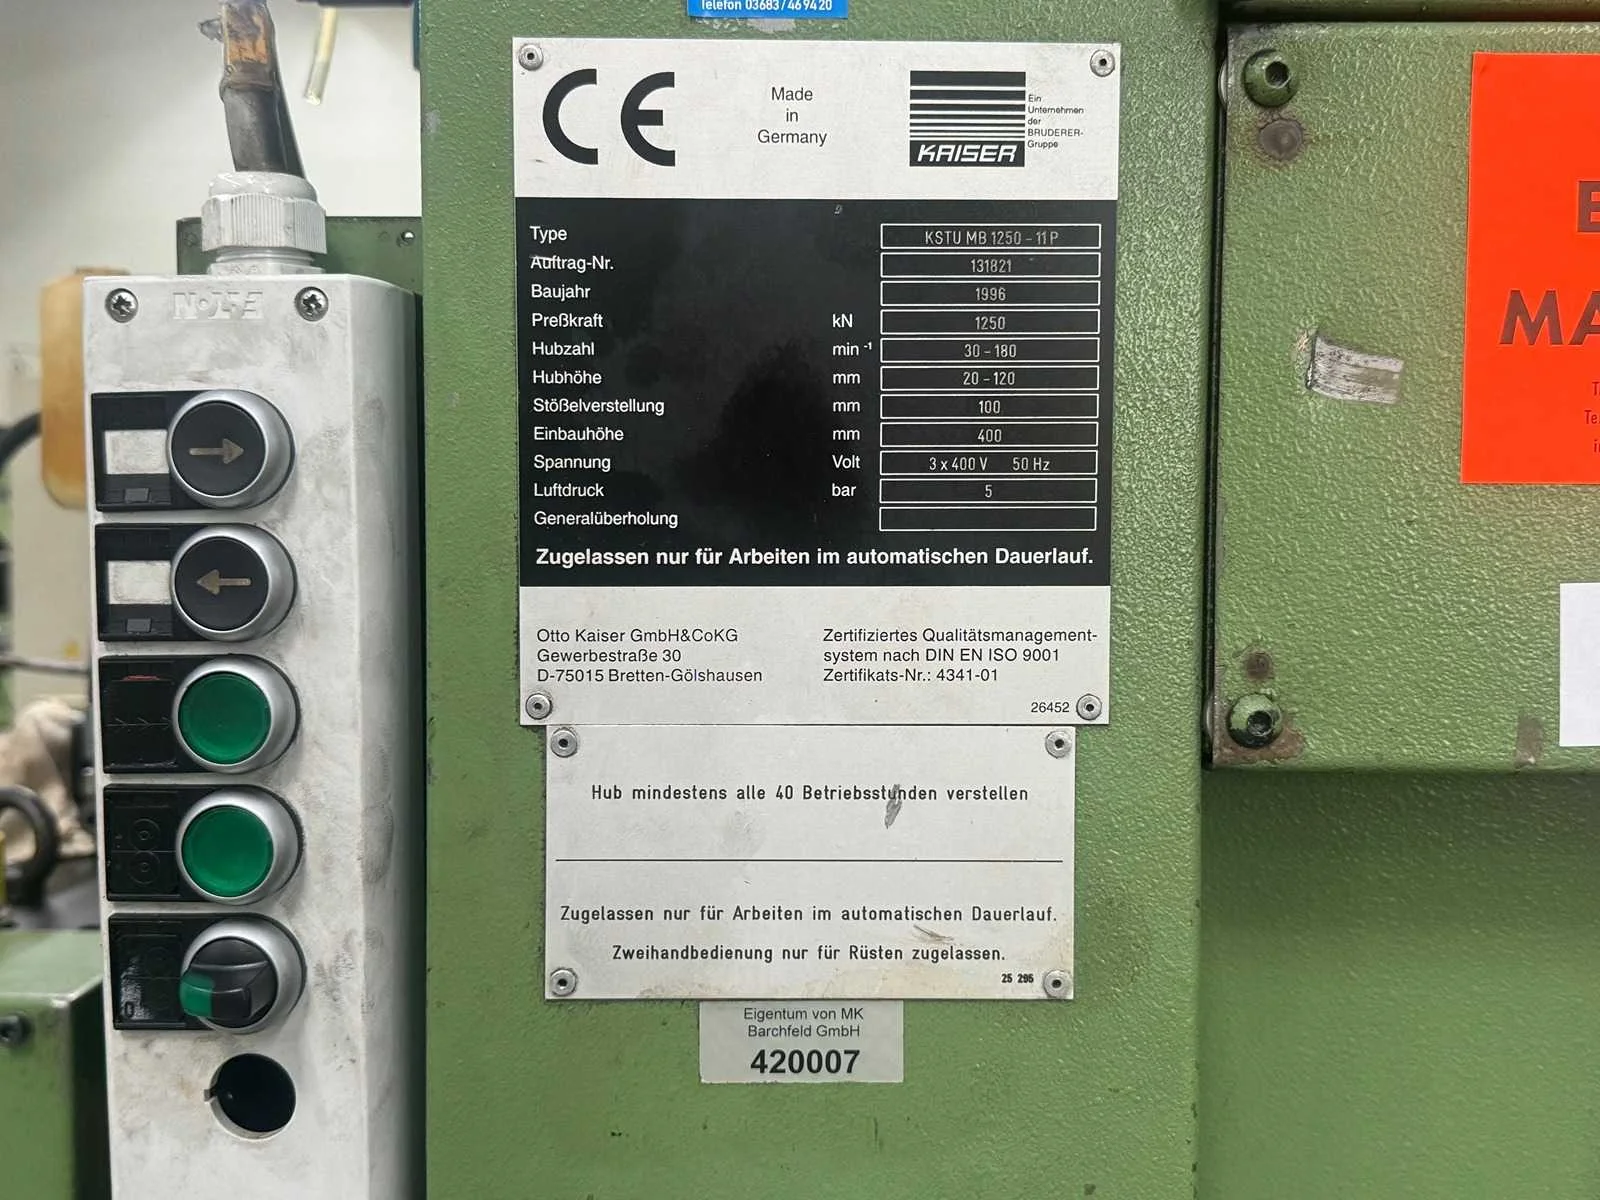 Telefon 03683/469420
CE
Made
in
Germany
KAISER
Ein
Unternehmen
der
BRUDERER-
Gruppe
Type KSTU MB 1250 - 11 P
Auftrag-Nr. 131821
Baujahr 1996
Preßkraft kN 1250
Hubzahl min -1 30 - 180
Hubhöhe mm 20 - 120
Stößelverstellung mm 100
Einbauhöhe mm 400
Spannung Volt 3 x 400 V 50 Hz
Luftdruck bar 5
Generalüberholung
Zugelassen nur für Arbeiten im automatischen Dauerlauf.
Otto Kaiser GmbH&CoKG
Gewerbestraße 30
D-75015 Bretten-Gölshausen
Zertifiziertes Qualitätsmanagement-
system nach DIN EN ISO 9001
Zertifikats-Nr.: 4341-01
26452
Hub mindestens alle 40 Betriebsstunden verstellen
Zugelassen nur für Arbeiten im automatischen Dauerlauf.
Zweihandbedienung nur für Rüsten zugelassen.
25 295
Eigentum von MK
Barchfeld GmbH
420007
MA